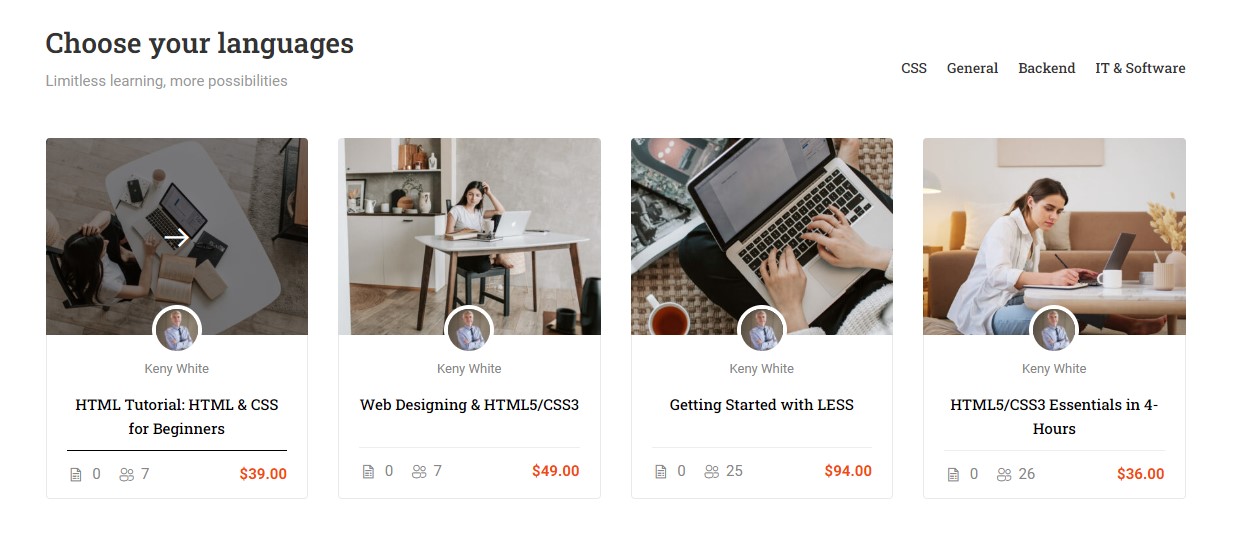 Choose your languages
Limitless learning, more possibilities
CSS General Backend IT & Software
Keny White
HTML Tutorial: HTML & CSS
for Beginners
0 7 $39.00
Keny White
Web Designing & HTML5/CSS3
0 7 $49.00
Keny White
Getting Started with LESS
0 25 $94.00
Keny White
HTML5/CSS3 Essentials in 4-
Hours
0 26 $36.00